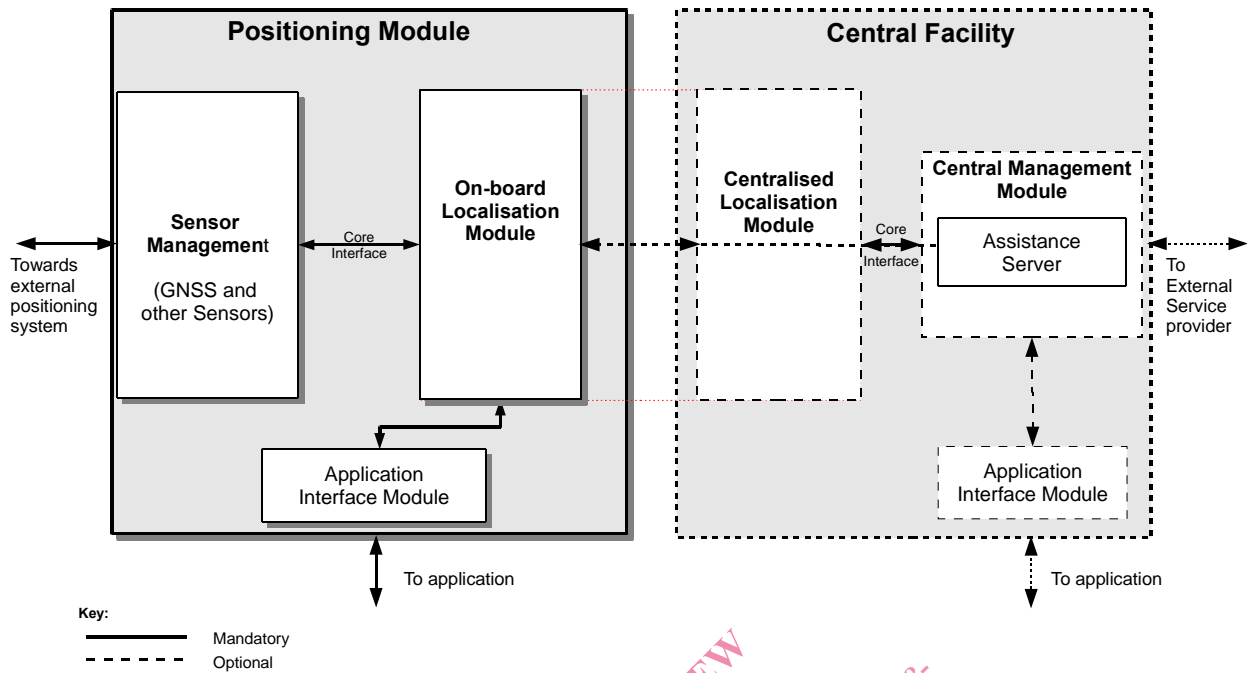 Positioning Module
Central Facility
Sensor
Management
(GNSS and
other Sensors)
Core
Interface
On-board
Localisation
Module
Towards
external
positioning
system
Application
Interface Module
To application
Centralised
Localisation
Module
Core
Interface
Central Management
Module
Assistance
Server
To
External
Service
provider
Application
Interface Module
To application
Key:
Mandatory
Optional